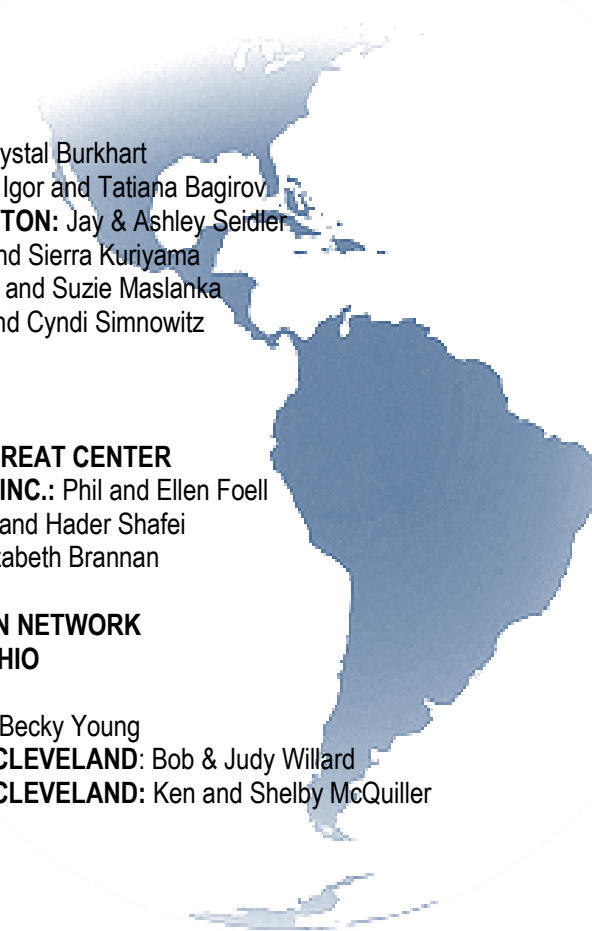 ystal Burkhart
Igor and Tatiana Bagirov
TON: Jay & Ashley Seidler
nd Sierra Kuriyama
and Suzie Maslanka
nd Cyndi Simnowitz
REAT CENTER
INC.: Phil and Ellen Foell
and Hader Shafei
zabeth Brannan
N NETWORK
HIO
Becky Young
CLEVELAND: Bob & Judy Willard
CLEVELAND: Ken and Shelby McQuiller